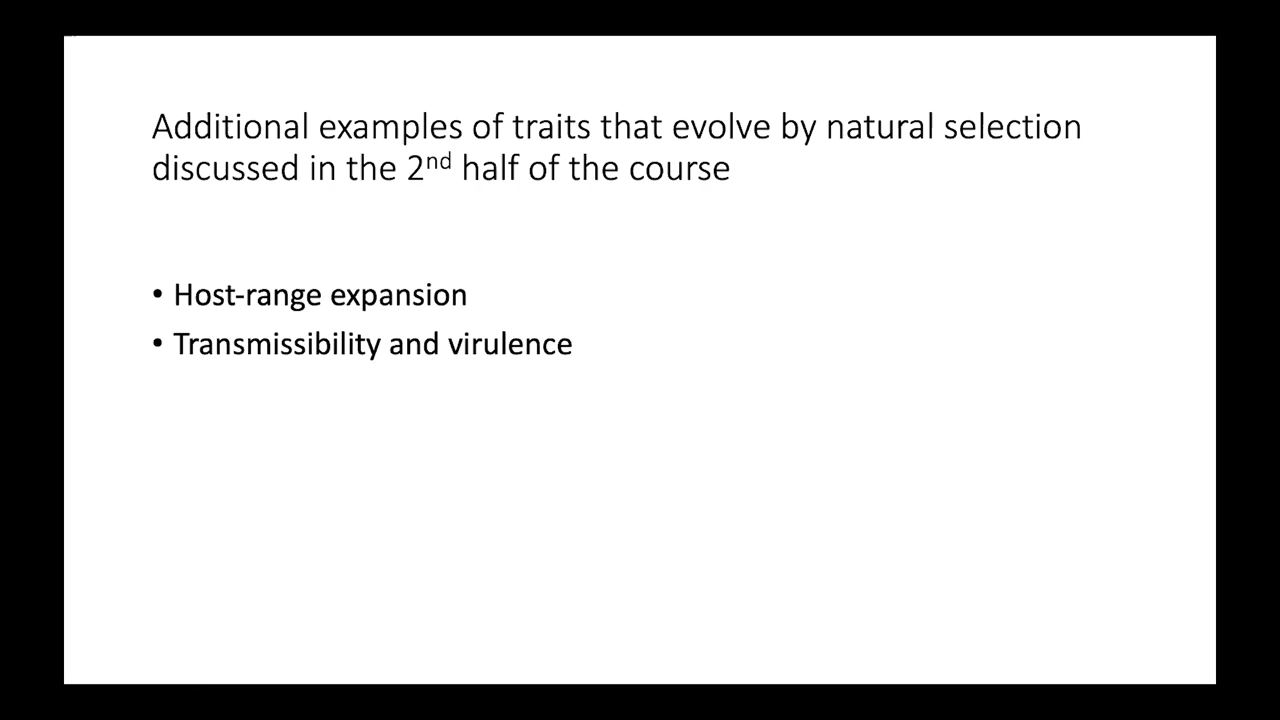 Additional examples of traits that evolve by natural selection
discussed in the 2nd half of the course
• Host-range expansion
• Transmissibility and virulence